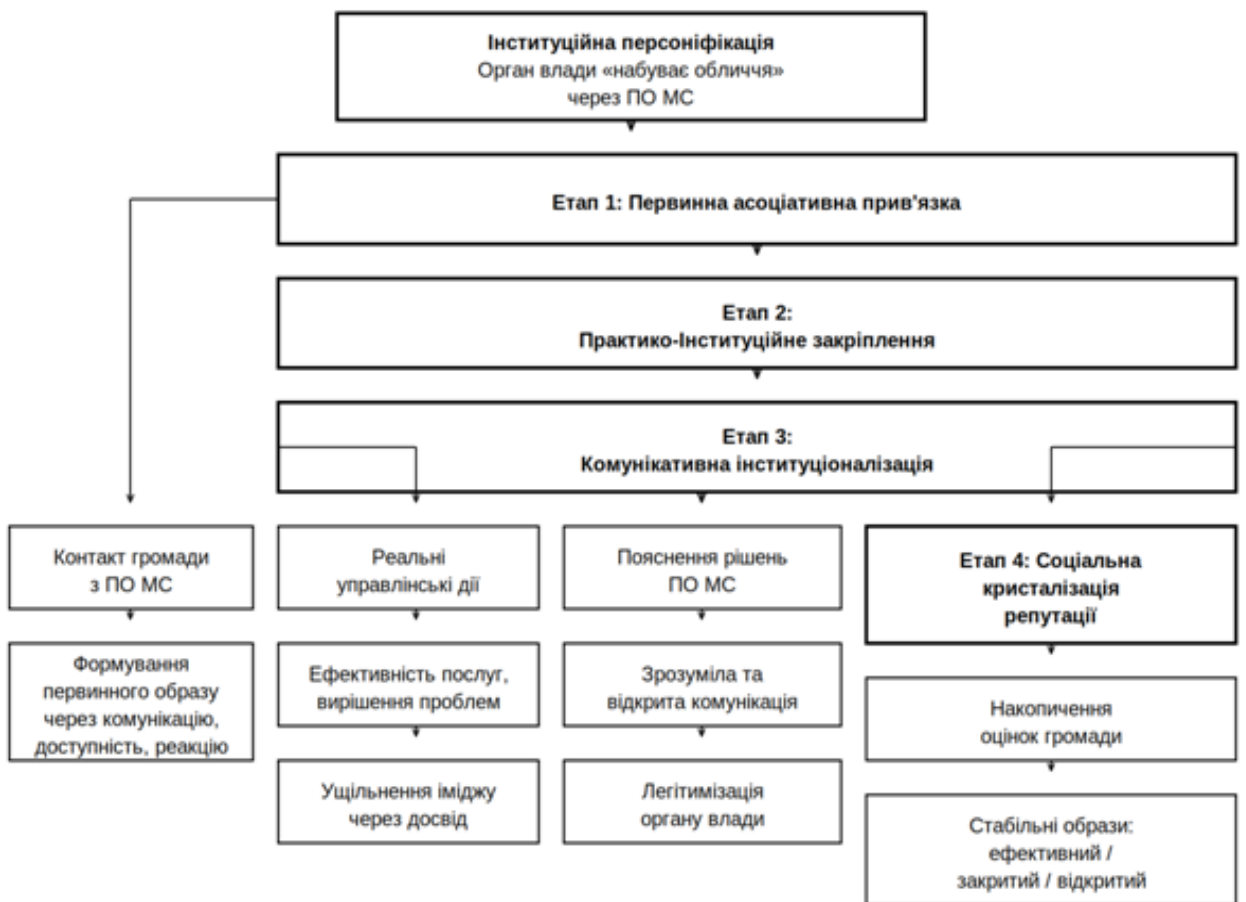 Інституційна персоніфікація
Орган влади «набуває обличчя»
через ПО МС
Етап 1: Первинна асоціативна прив'язка
Етап 2:
Практико-Інституційне закріплення
Етап 3:
Комунікативна інституціоналізація
Контакт громади
з ПО МС
Формування
первинного образу
через комунікацію,
доступність, реакцію
Реальні
управлінські дії
Ефективність послуг,
вирішення проблем
Ущільнення іміджу
через досвід
Пояснення рішень
ПО МС
Зрозуміла та
відкрита комунікація
Легітимізація
органу влади
Етап 4: Соціальна
кристалізація
репутації
Накопичення
оцінок громади
Стабільні образи:
ефективний /
закритий / відкритий